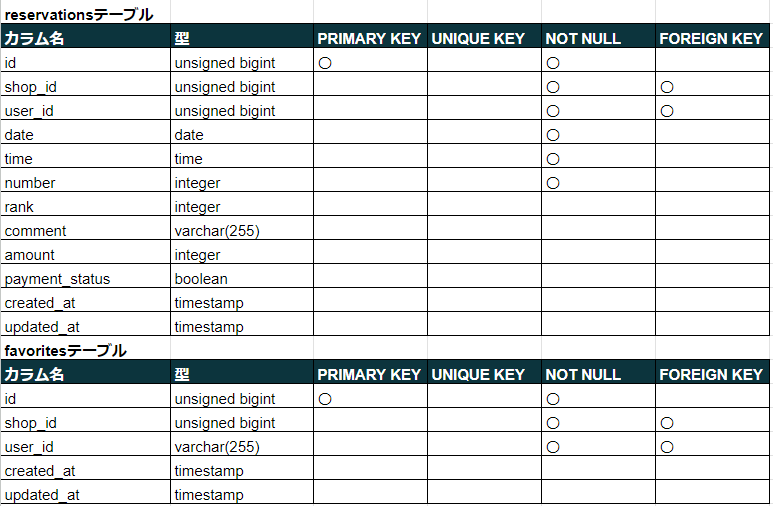 reservationsテーブル
カラム名 型 PRIMARY KEY UNIQUE KEY NOT NULL FOREIGN KEY
id unsigned bigint 〇 〇
shop_id unsigned bigint 〇 〇
user_id unsigned bigint 〇 〇
date date 〇
time time 〇
number integer 〇
rank integer
comment varchar(255)
amount integer
payment_status boolean
created_at timestamp
updated_at timestamp
favoritesテーブル
カラム名 型 PRIMARY KEY UNIQUE KEY NOT NULL FOREIGN KEY
id unsigned bigint 〇 〇
shop_id unsigned bigint 〇 〇
user_id varchar(255) 〇 〇
created_at timestamp
updated_at timestamp